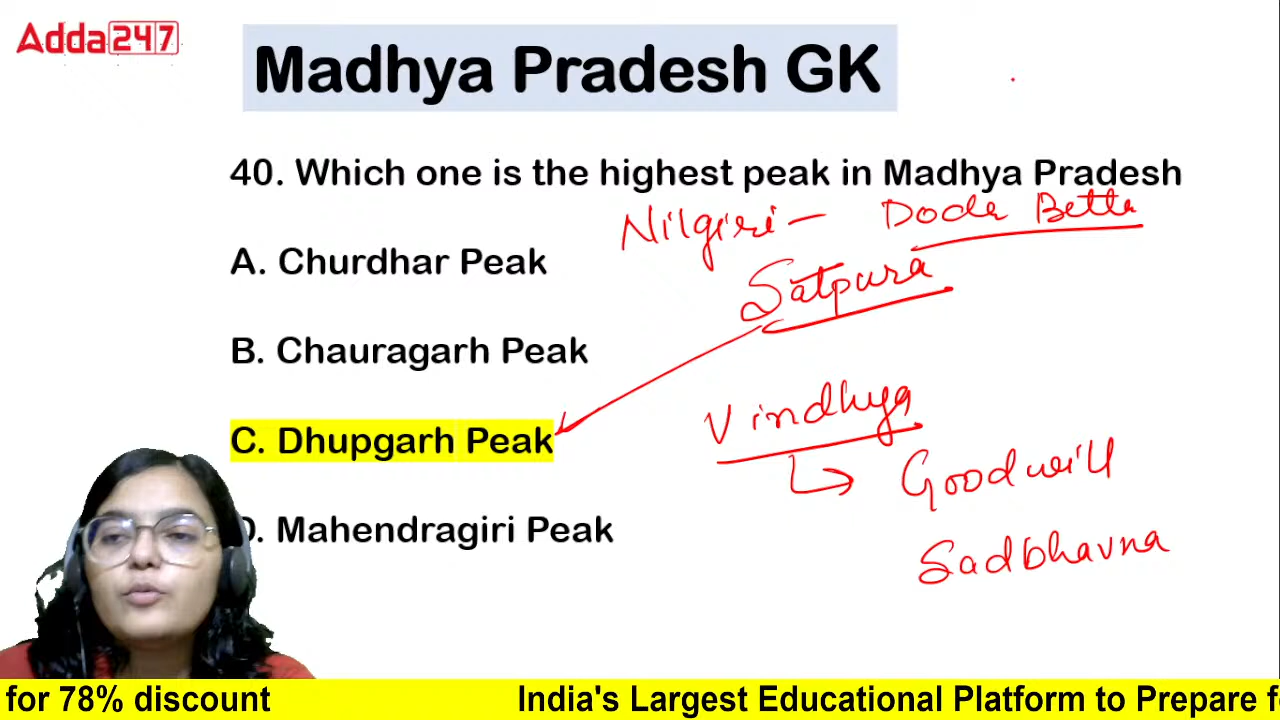 Adda247
Madhya Pradesh GK
40. Which one is the highest peak in Madhya Pradesh
Nilgiri - Doda Betta
A. Churdhar Peak
Satpura
B. Chauragarh Peak
Vindhya
C. Dhupgarh Peak
Goodwill
D. Mahendragiri Peak
Sadbhavna
for 78% discount India's Largest Educational Platform to Prepare f